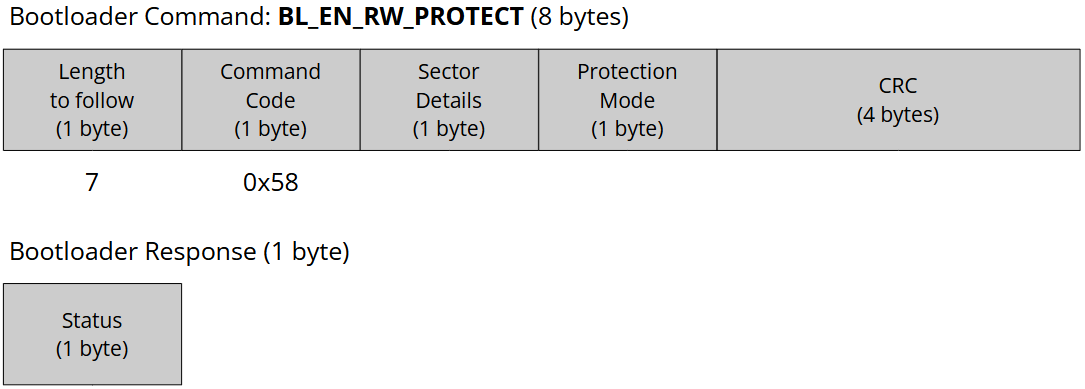 Bootloader Command: BL_EN_RW_PROTECT (8 bytes)
Length
to follow
(1 byte)
Command
Code
(1 byte)
Sector
Details
(1 byte)
Protection
Mode
(1 byte)
CRC
(4 bytes)
7
0x58
Bootloader Response (1 byte)
Status
(1 byte)